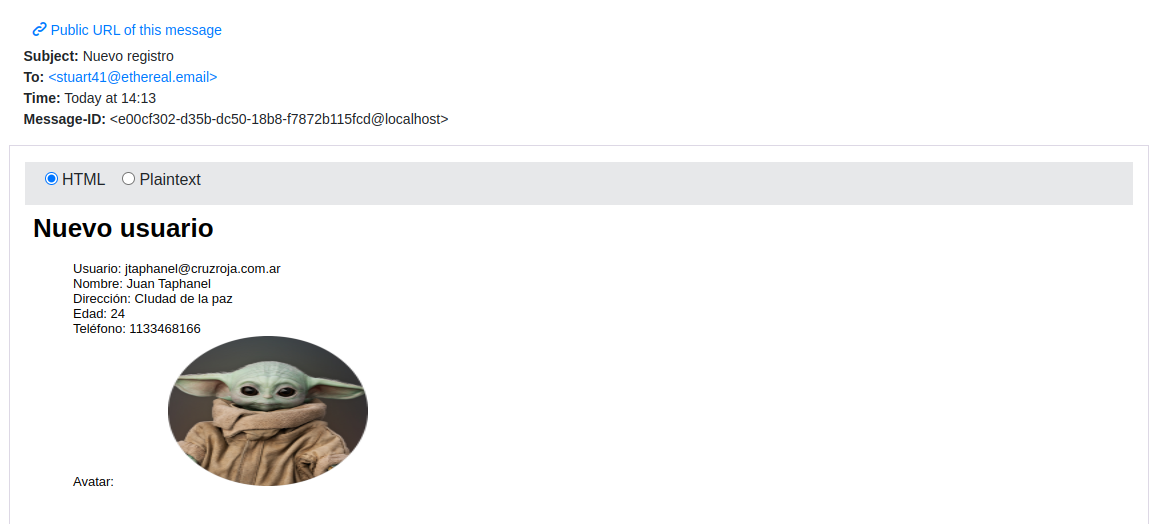 Public URL of this message
Subject: Nuevo registro
To: <stuart41@ethereal.email>
Time: Today at 14:13
Message-ID: <e00cf302-d35b-dc50-18b8-f7872b115fcd@localhost>
HTML Plaintext
Nuevo usuario
Usuario: jtaphanel@cruzroja.com.ar
Nombre: Juan Taphanel
Dirección: CIudad de la paz
Edad: 24
Teléfono: 1133468166
Avatar: